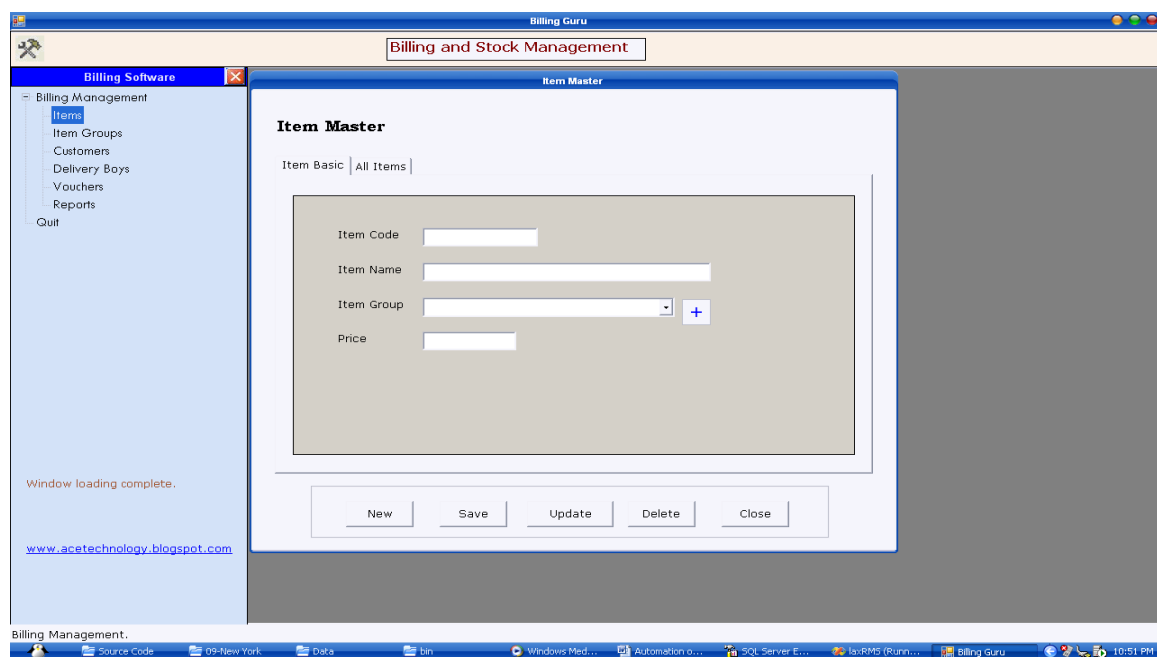 Billing Guru
Billing and Stock Management
Billing Software
Billing Management
Items
Item Groups
Customers
Delivery Boys
Vouchers
Reports
Quit
Window loading complete.
www.acetechnology.blogspot.com
Item Master
Item Master
Item Basic All Items
Item Code
Item Name
Item Group
+
Price
New Save Update Delete Close
Billing Management.
Source Code 09-New York Data bin Windows Med... Automation o... SQL Server E... laxRMS (Runn... Billing Guru 10:51 PM